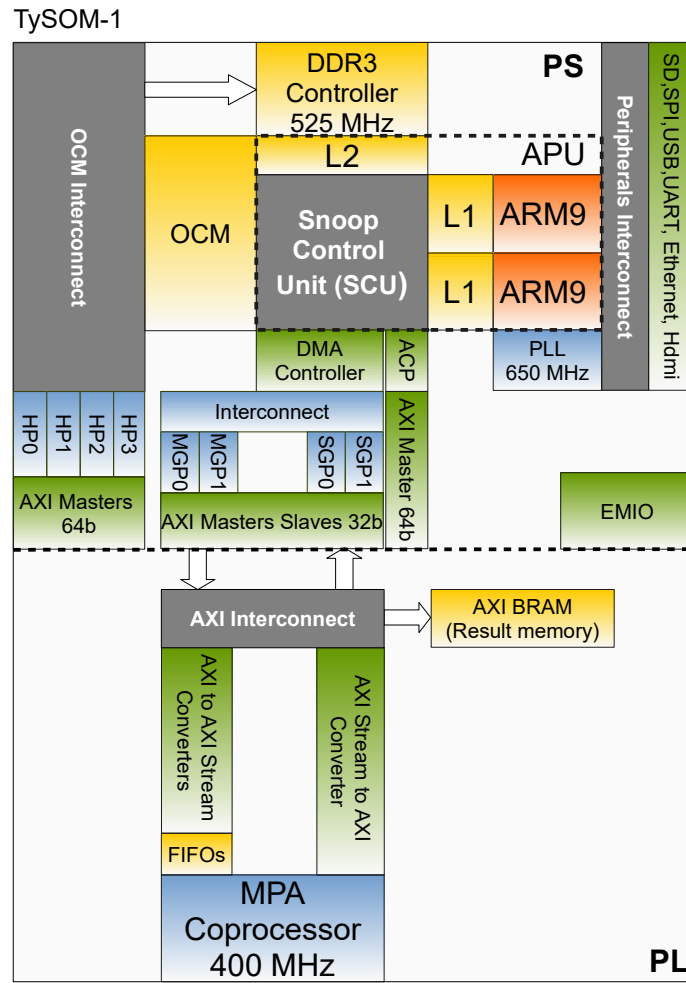 TySOM-1
OCM Interconnect
DDR3
Controller
525 MHz
PS
Peripherals Interconnect
SD,SPI,USB,UART, Ethernet, Hdmi
L2
APU
OCM
Snoop
Control
Unit (SCU)
L1
ARM9
L1
ARM9
DMA
Controller
ACP
PLL
650 MHz
HP0
HP1
HP2
HP3
Interconnect
MGP0
MGP1
SGP0
SGP1
AXI Master 64b
AXI Masters
64b
AXI Masters Slaves 32b
EMIO
AXI Interconnect
AXI BRAM
(Result memory)
AXI to AXI Stream
Converters
AXI Stream to AXI
Converter
FIFOs
MPA
Coprocessor
400 MHz
PL